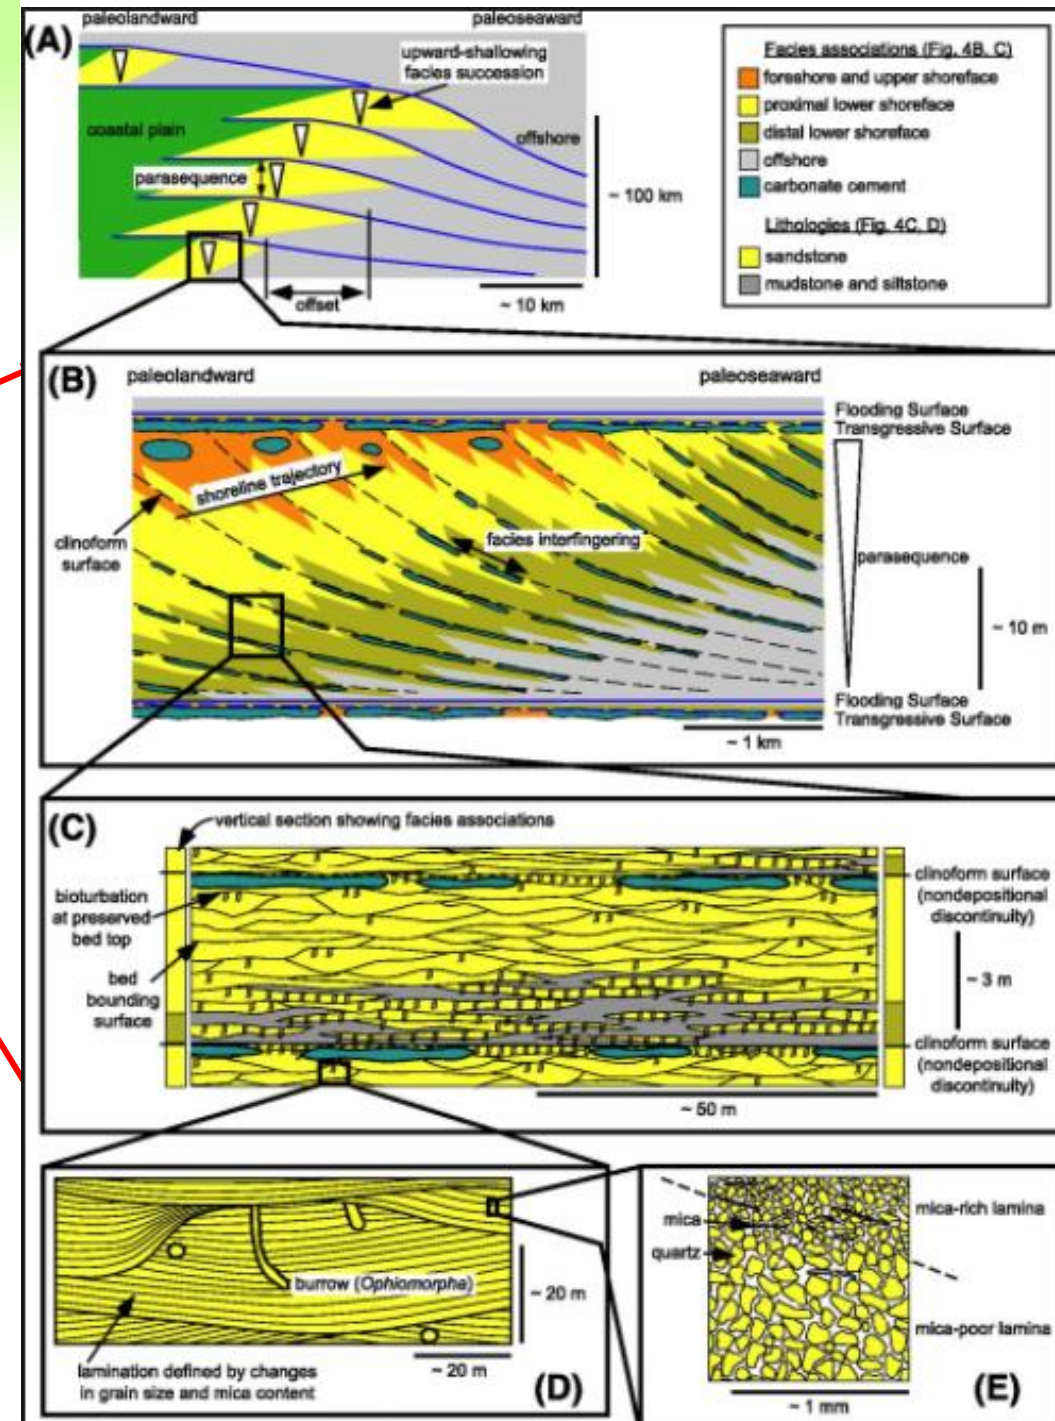 (A)
paleolandward
paleoseaward
upward-shallowing
facies succession
coastal plain
offshore
parasequence
~ 100 km
offset
~ 10 km
Facies associations (Fig. 4B, C)
foreshore and upper shoreface
proximal lower shoreface
distal lower shoreface
offshore
carbonate cement
Lithologies (Fig. 4C, D)
sandstone
mudstone and siltstone
(B)
paleolandward
paleoseaward
Flooding Surface
Transgressive Surface
shoreline trajectory
clinoform
surface
facies interfingering
parasequence
~ 10 m
Flooding Surface
Transgressive Surface
~ 1 km
(C)
vertical section showing facies associations
bioturbation
at preserved
bed top
bed
bounding
surface
clinoform surface
(nondepositional
discontinuity)
~ 3 m
clinoform surface
(nondepositional
discontinuity)
~ 50 m
burrow (Ophiomorpha)
~ 20 m
~ 20 m
lamination defined by changes
in grain size and mica content
(D)
mica
quartz
mica-rich lamina
mica-poor lamina
~ 1 mm
(E)